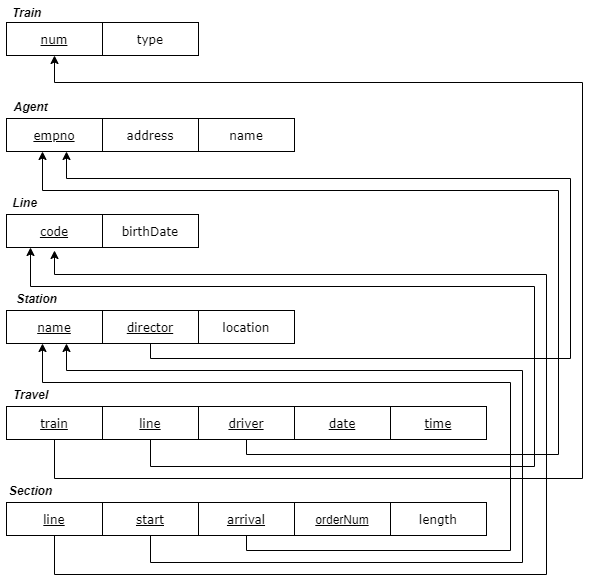 Train
num type
Agent
empno address name
Line
code birthDate
Station
name director location
Travel
train line driver date time
Section
line start arrival orderNum length